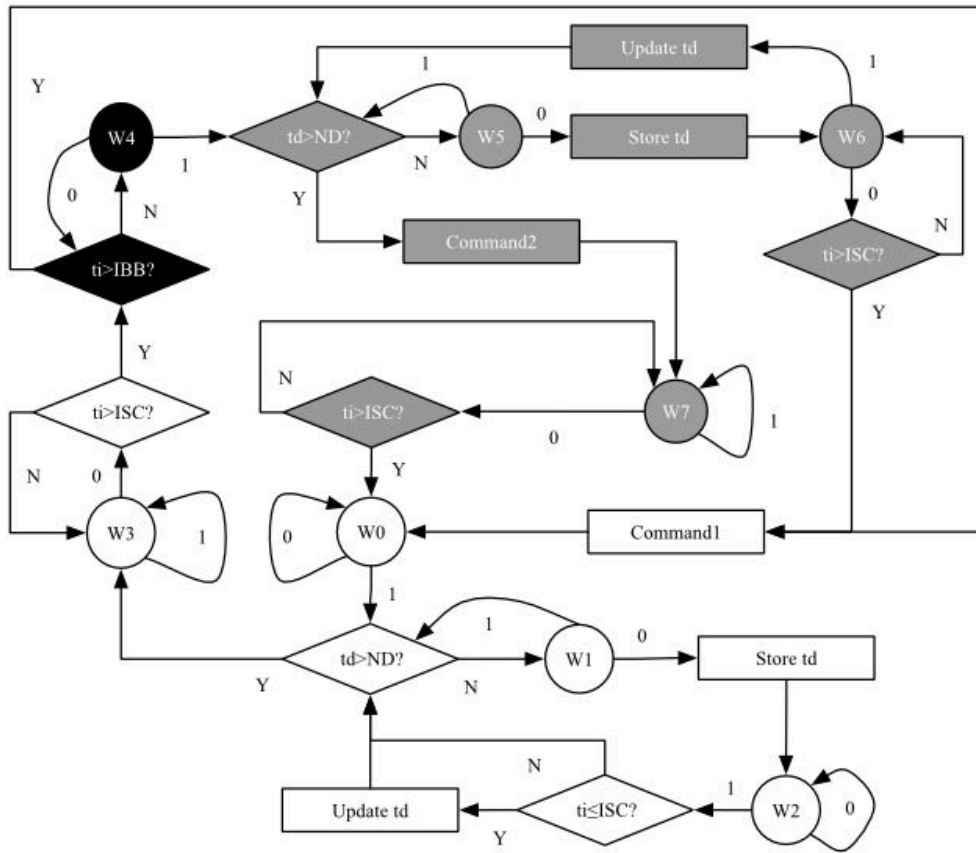 Update td
1
1
Y
W4
td>ND?
W5
0
Store td
W6
1
N
0
0
N
Y
N
Command2
ti>IBB?
ti>ISC?
Y
Y
N
ti>ISC?
ti>ISC?
W7
0
1
N
Y
0
W3
1
0
W0
Command1
1
1
0
td>ND?
W1
Store td
Y
N
N
1
Update td
ti≤ISC?
W2
0
Y